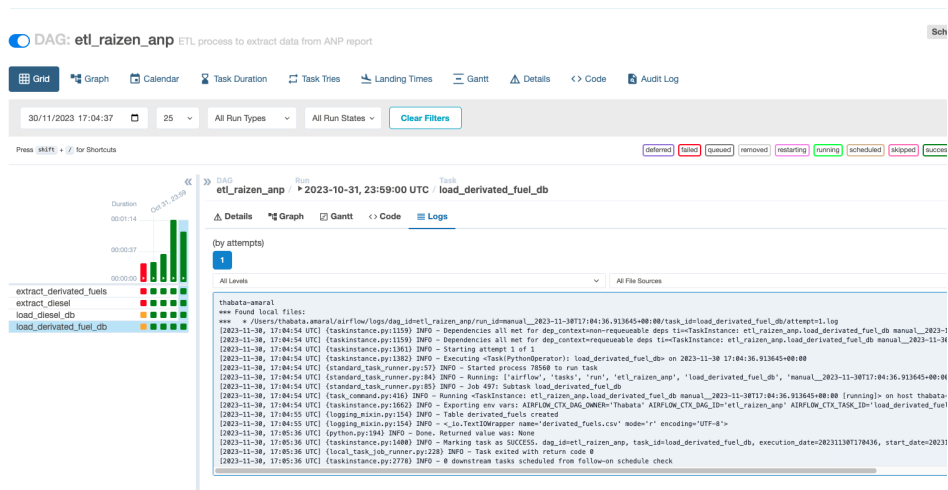 DAG: etl_raizen_anp ETL process to extract data from ANP report
Sch
Grid Graph Calendar Task Duration Task Tries Landing Times Gantt Details <> Code Audit Log
30/11/2023 17:04:37 25 All Run Types All Run States Clear Filters
Press shift + / for Shortcuts
deferred failed queued removed restarting running scheduled skipped succes
DAG Run Task
etl_raizen_anp / 2023-10-31, 23:59:00 UTC / load_derivated_fuel_db
Oct 31, 23:59
Duration
00:01:14
00:00:37
00:00:00
extract_derivated_fuels
extract_diesel
load_diesel_db
load_derivated_fuel_db
Details Graph Gantt <> Code Logs
(by attempts)
1
All Levels All File Sources
thabata-amaral
*** Found local files:
*** * /Users/thabata.amaral/airflow/logs/dag_id=etl_raizen_anp/run_id=manual__2023-11-30T17:04:36.913645+00:00/task_id=load_derivated_fuel_db/attempt=1.log
[2023-11-30, 17:04:54 UTC] {taskinstance.py:1159} INFO - Dependencies all met for dep_context=non-requeueable deps ti=<TaskInstance: etl_raizen_anp.load_derivated_fuel_db manual__2023-1
[2023-11-30, 17:04:54 UTC] {taskinstance.py:1159} INFO - Dependencies all met for dep_context=requeueable deps ti=<TaskInstance: etl_raizen_anp.load_derivated_fuel_db manual__2023-11-30
[2023-11-30, 17:04:54 UTC] {taskinstance.py:1361} INFO - Starting attempt 1 of 1
[2023-11-30, 17:04:54 UTC] {taskinstance.py:1382} INFO - Executing <Task(PythonOperator): load_derivated_fuel_db> on 2023-11-30 17:04:36.913645+00:00
[2023-11-30, 17:04:54 UTC] {standard_task_runner.py:57} INFO - Started process 78560 to run task
[2023-11-30, 17:04:54 UTC] {standard_task_runner.py:84} INFO - Running: ['airflow', 'tasks', 'run', 'etl_raizen_anp', 'load_derivated_fuel_db', 'manual__2023-11-30T17:04:36.913645+00:00
[2023-11-30, 17:04:54 UTC] {standard_task_runner.py:85} INFO - Job 497: Subtask load_derivated_fuel_db
[2023-11-30, 17:04:54 UTC] {task_command.py:416} INFO - Running <TaskInstance: etl_raizen_anp.load_derivated_fuel_db manual__2023-11-30T17:04:36.913645+00:00 [running]> on host thabata-
[2023-11-30, 17:04:54 UTC] {taskinstance.py:1662} INFO - Exporting env vars: AIRFLOW_CTX_DAG_OWNER='Thabata' AIRFLOW_CTX_DAG_ID='etl_raizen_anp' AIRFLOW_CTX_TASK_ID='load_derivated_fuel
[2023-11-30, 17:04:55 UTC] {logging_mixin.py:154} INFO - Table derivated_fuels created
[2023-11-30, 17:04:55 UTC] {logging_mixin.py:154} INFO - <_io.TextIOWrapper name='derivated_fuels.csv' mode='r' encoding='UTF-8'>
[2023-11-30, 17:05:36 UTC] {python.py:194} INFO - Done. Returned value was: None
[2023-11-30, 17:05:36 UTC] {taskinstance.py:1400} INFO - Marking task as SUCCESS. dag_id=etl_raizen_anp, task_id=load_derivated_fuel_db, execution_date=20231130T170436, start_date=20231
[2023-11-30, 17:05:36 UTC] {local_task_job_runner.py:228} INFO - Task exited with return code 0
[2023-11-30, 17:05:36 UTC] {taskinstance.py:2778} INFO - 0 downstream tasks scheduled from follow-on schedule check